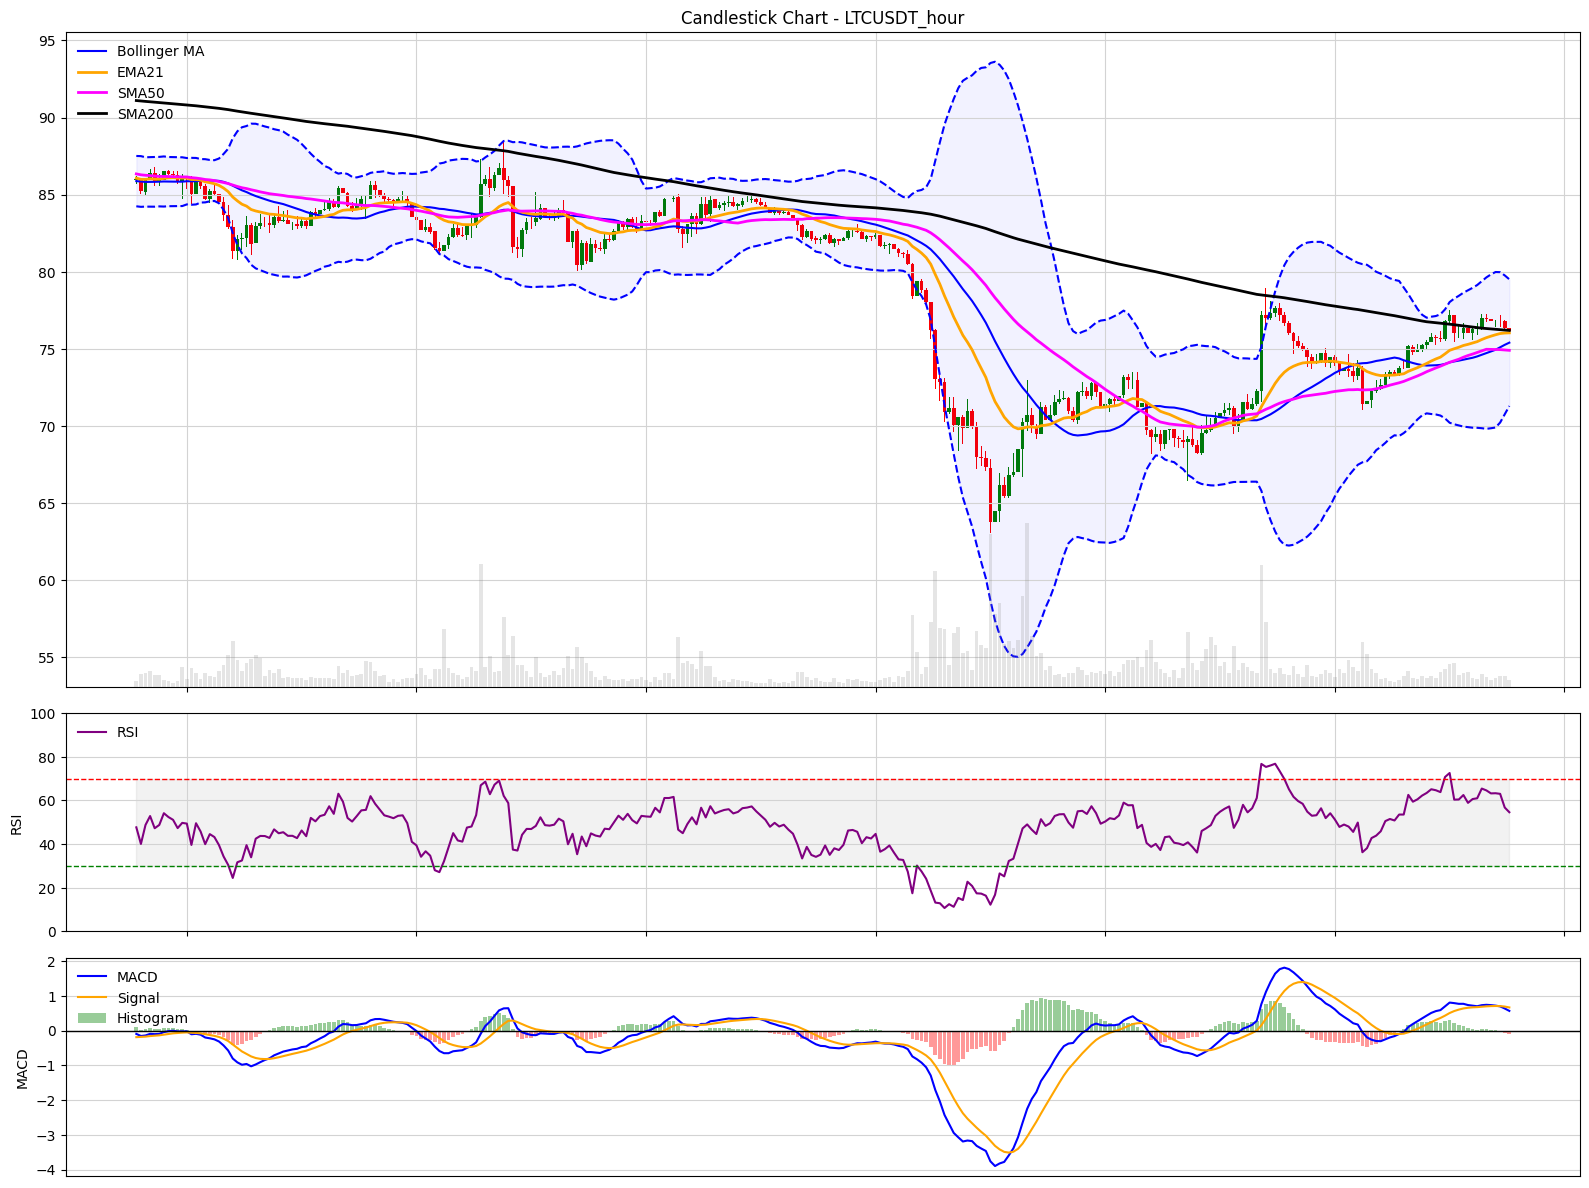 Candlestick Chart - LTCUSDT_hour
95
90
85
80
75
70
65
60
55
Bollinger MA
EMA21
SMA50
SMA200
100
80
60
40
20
0
RSI
RSI
2
1
0
−1
−2
−3
−4
MACD
MACD
Signal
Histogram